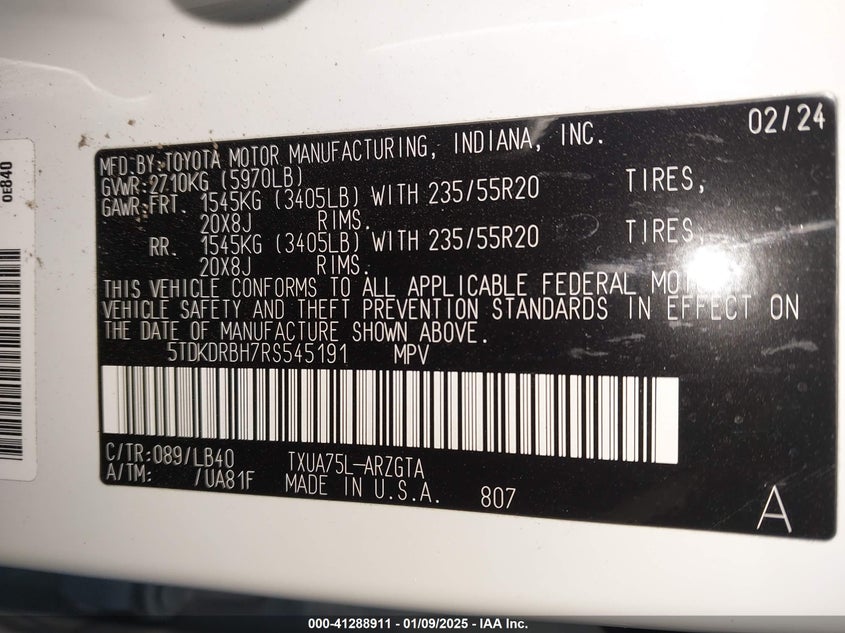 02/24
MFD.BY:TOYOTA MOTOR MANUFACTURING, INDIANA, INC.
GVWR:2710KG (5970LB)
GAWR:FRT. 1545KG (3405LB) WITH 235/55R20 TIRES,
20X8J RIMS.
RR. 1545KG (3405LB) WITH 235/55R20 TIRES,
20X8J RIMS.
THIS VEHICLE CONFORMS TO ALL APPLICABLE FEDERAL MOTOR
VEHICLE SAFETY AND THEFT PREVENTION STANDARDS IN EFFECT ON
THE DATE OF MANUFACTURE SHOWN ABOVE.
5TDKDRBH7RS545191 MPV
C/TR:089/LB40 TXUA75L-ARZGTA
A/TM: /UA81F MADE IN U.S.A. 807
A
0E840
000-41288911 - 01/09/2025 - IAA Inc.